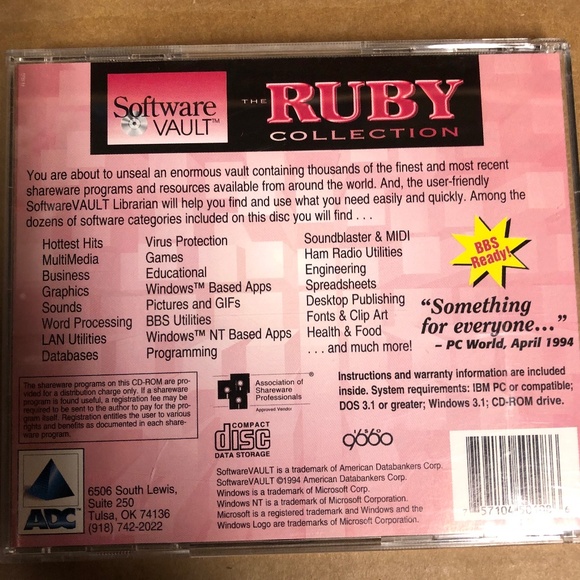 Software
VAULT™
THE RUBY
COLLECTION
You are about to unseal an enormous vault containing thousands of the finest and most recent
shareware programs and resources available from around the world. And, the user-friendly
SoftwareVAULT Librarian will help you find and use what you need easily and quickly. Among the
dozens of software categories included on this disc you will find . . .
Hottest Hits
MultiMedia
Business
Graphics
Sounds
Word Processing
LAN Utilities
Databases
Virus Protection
Games
Educational
Windows™ Based Apps
Pictures and GIFs
BBS Utilities
Windows™ NT Based Apps
Programming
Soundblaster & MIDI
Ham Radio Utilities
Engineering
Spreadsheets
Desktop Publishing
Fonts & Clip Art
Health & Food
. . . and much more!
BBS
Ready!
“Something
for everyone...”
– PC World, April 1994
The shareware programs on this CD-ROM are pro-
vided for a distribution charge only. If a shareware
program is found useful, a registration fee may be
required to be sent to the author to pay for the pro-
gram itself. Registration entitles the user to various
rights and benefits as documented in each share-
ware program.
Association of
Shareware
Professionals
®
Approved Vendor
Instructions and warranty information are included
inside. System requirements: IBM PC or compatible;
DOS 3.1 or greater; Windows 3.1; CD-ROM drive.
COMPACT
disc
DATA STORAGE
ISO
9660
ADC
6506 South Lewis,
Suite 250
Tulsa, OK 74136
(918) 742-2022
SoftwareVAULT is a trademark of American Databankers Corp.
SoftwareVAULT ©1994 American Databankers Corp.
Windows is a trademark of Microsoft Corporation.
Windows NT is a trademark of Microsoft Corporation.
Microsoft is a registered trademark and Windows and the
Windows Logo are trademarks of Microsoft Corporation.